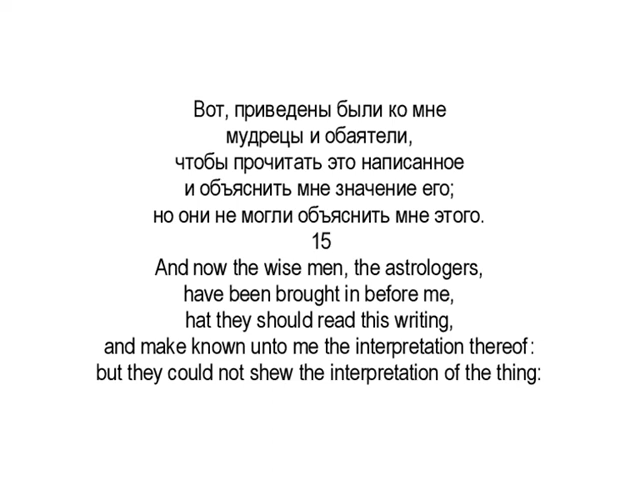 Вот, приведены были ко мне
мудрецы и обаятели,
чтобы прочитать это написанное
и объяснить мне значение его;
но они не могли объяснить мне этого.
15
And now the wise men, the astrologers,
have been brought in before me,
hat they should read this writing,
and make known unto me the interpretation thereof:
but they could not shew the interpretation of the thing: